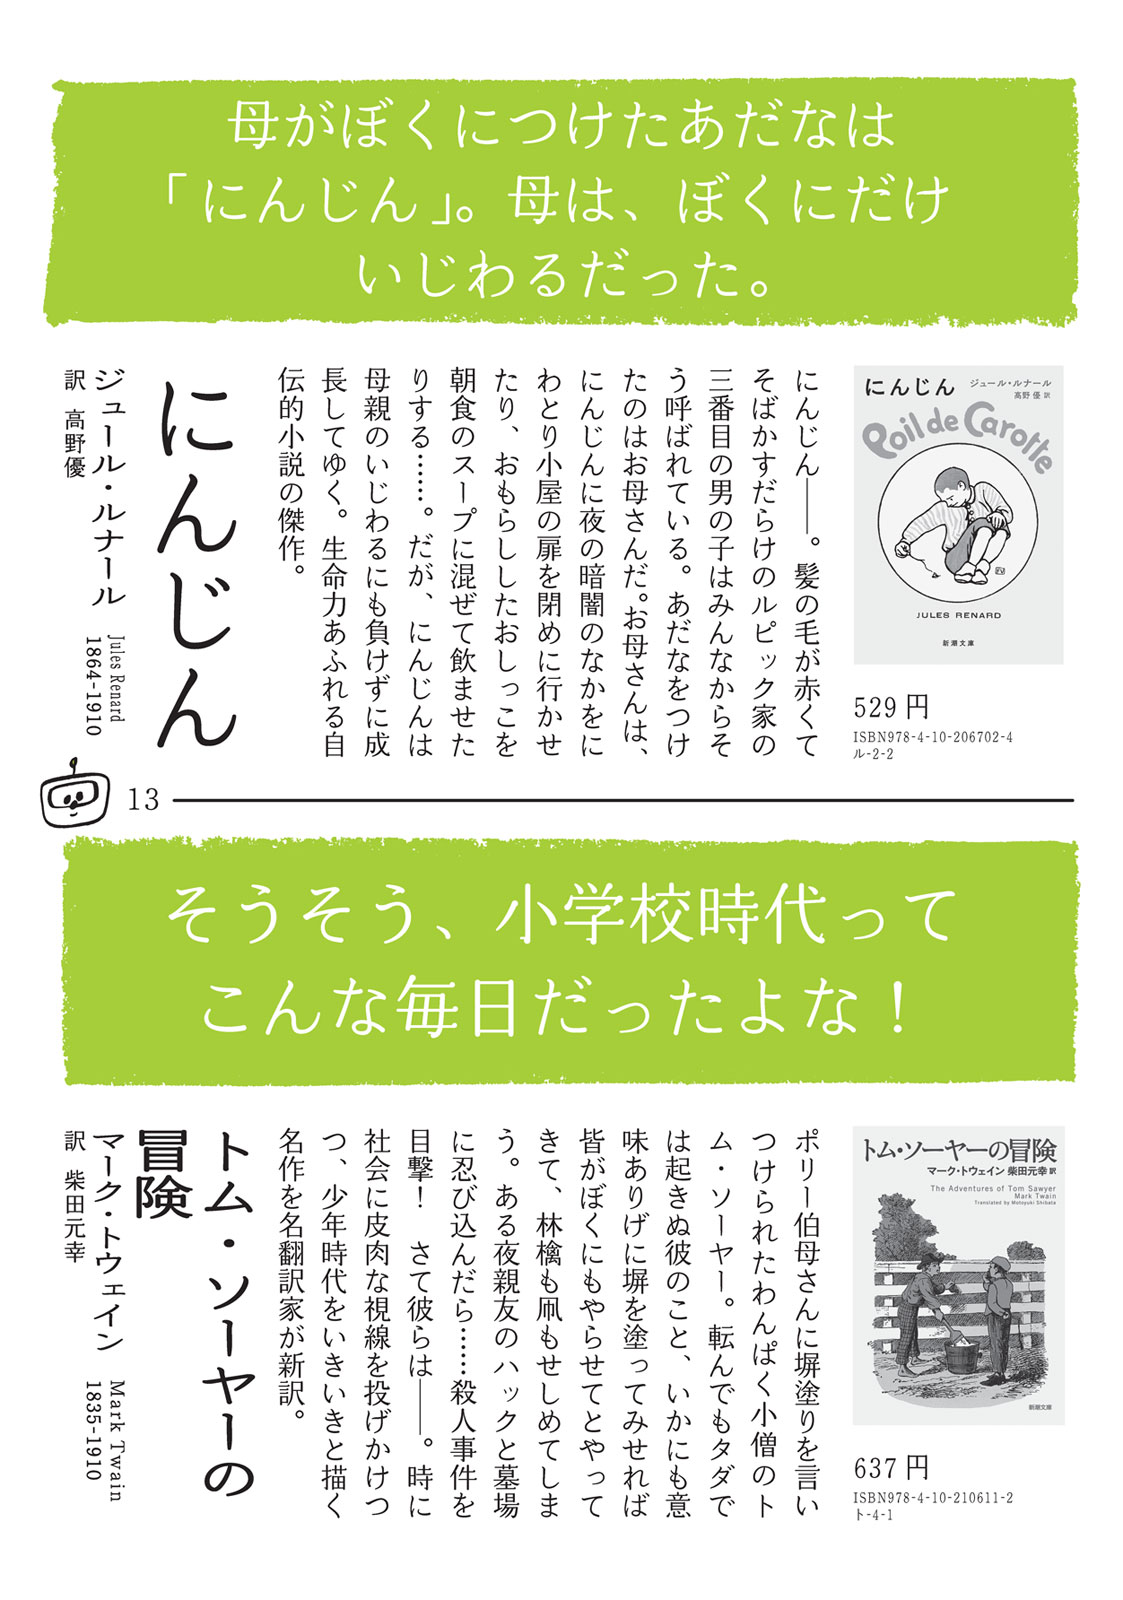 母がぼくにつけたあだなは
「にんじん」。母は、ぼくにだけ
いじわるだった。
にんじん
ジュール・ルナール
高野 優 訳
Poil de Carotte
JULES RENARD
新潮文庫
529円
ISBN978-4-10-206702-4
ル-2-2
にんじん――。髪の毛が赤くて
そばかすだらけのルピック家の
三番目の男の子はみんなからそ
う呼ばれている。あだなをつけ
たのはお母さんだ。お母さんは、
にんじんに夜の暗闇のなかをに
わとり小屋の扉を閉めに行かせ
たり、おもらししたおしっこを
朝食のスープに混ぜて飲ませた
りする……。だが、にんじんは
母親のいじわるにも負けずに成
長してゆく。生命力あふれる自
伝的小説の傑作。
にんじん
ジュール・ルナール
Jules Renard
1864-1910
訳 高野優
13
そうそう、小学校時代って
こんな毎日だったよな！
トム・ソーヤーの冒険
マーク・トウェイン 柴田元幸 訳
The Adventures of Tom Sawyer
Mark Twain
Translated by Motoyuki Shibata
新潮文庫
637円
ISBN978-4-10-210611-2
ト-4-1
ポリー伯母さんに塀塗りを言い
つけられたわんぱく小僧のト
ム・ソーヤー。転んでもタダで
は起きぬ彼のこと、いかにも意
味ありげに塀を塗ってみせれば
皆がぼくにもやらせてとやって
きて、林檎も凧もせしめてしま
う。ある夜親友のハックと墓場
に忍び込んだら……殺人事件を
目撃！　さて彼らは――。時に
社会に皮肉な視線を投げかけつ
つ、少年時代をいきいきと描く
名作を名翻訳家が新訳。
トム・ソーヤーの
冒険
マーク・トウェイン
Mark Twain
1835-1910
訳 柴田元幸